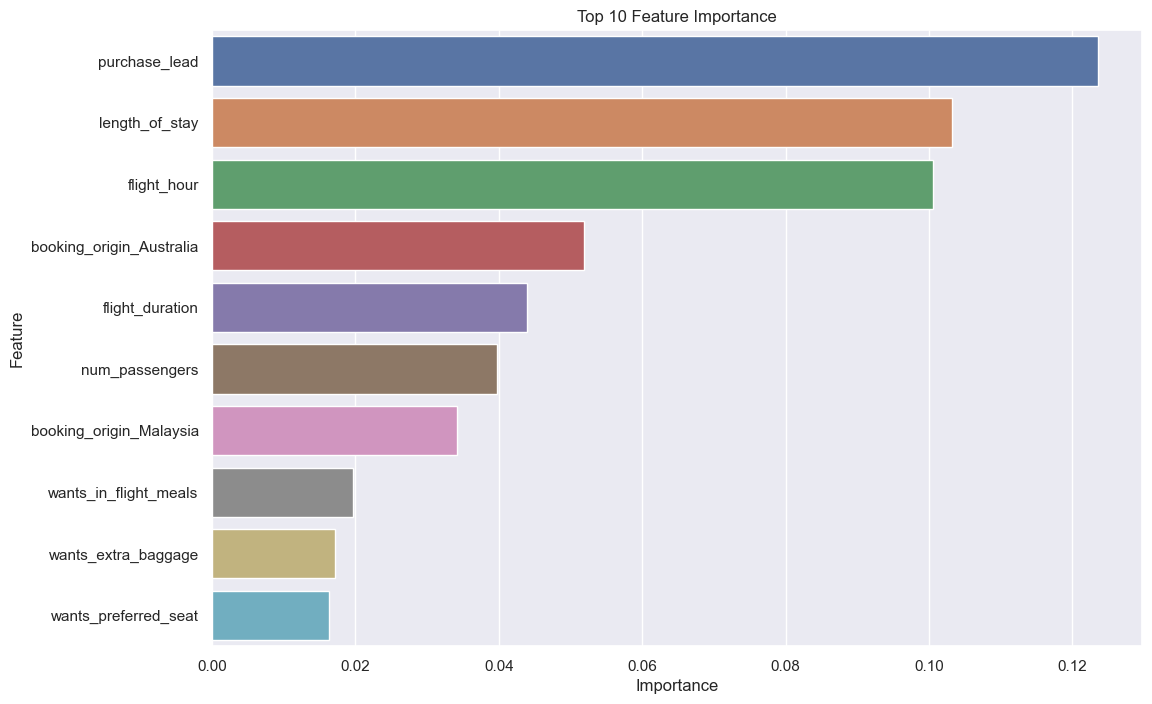 Top 10 Feature Importance
purchase_lead
length_of_stay
flight_hour
booking_origin_Australia
flight_duration
num_passengers
booking_origin_Malaysia
wants_in_flight_meals
wants_extra_baggage
wants_preferred_seat
Feature
0.00 0.02 0.04 0.06 0.08 0.10 0.12
Importance